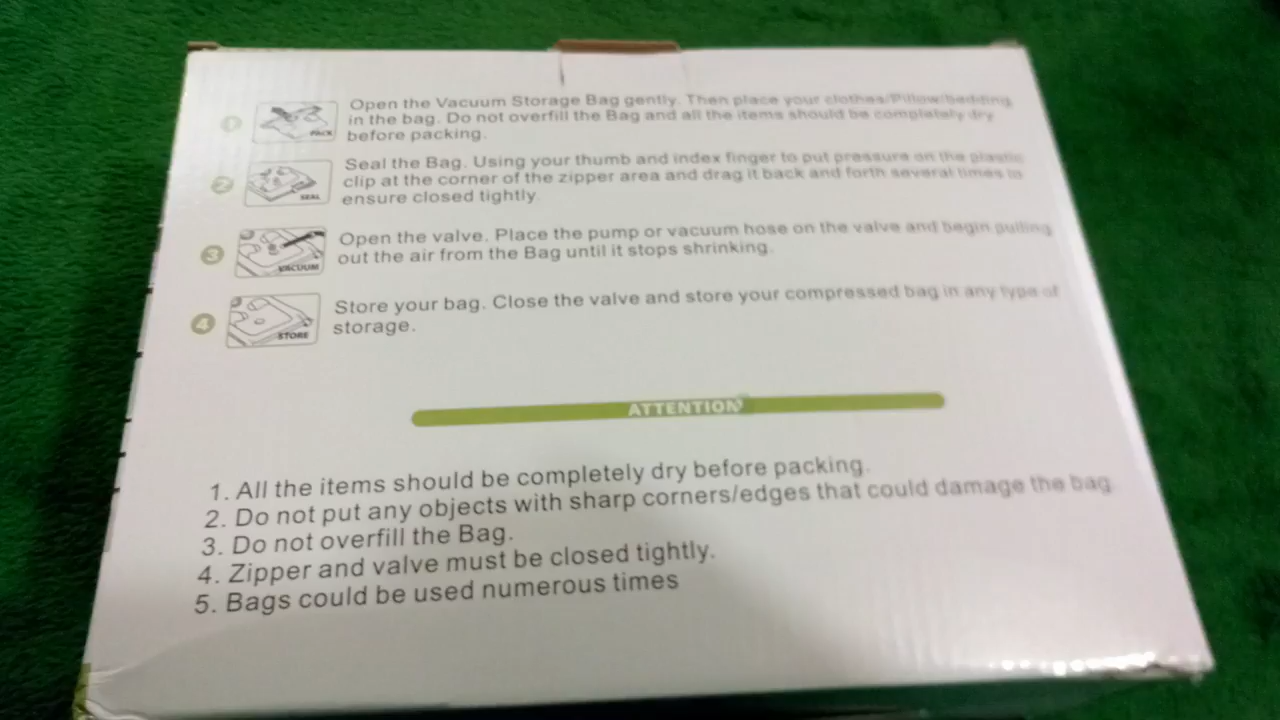 1 PACK Open the Vacuum Storage Bag gently. Then place your clothes/Pillow/bedding
in the bag. Do not overfill the Bag and all the items should be completely dry
before packing.
2 SEAL Seal the Bag. Using your thumb and index finger to put pressure on the plastic
clip at the corner of the zipper area and drag it back and forth several times to
ensure closed tightly.
3 VACUUM Open the valve. Place the pump or vacuum hose on the valve and begin pulling
out the air from the Bag until it stops shrinking.
4 STORE Store your bag. Close the valve and store your compressed bag in any type of
storage.
ATTENTION
1. All the items should be completely dry before packing.
2. Do not put any objects with sharp corners/edges that could damage the bag.
3. Do not overfill the Bag.
4. Zipper and valve must be closed tightly.
5. Bags could be used numerous times